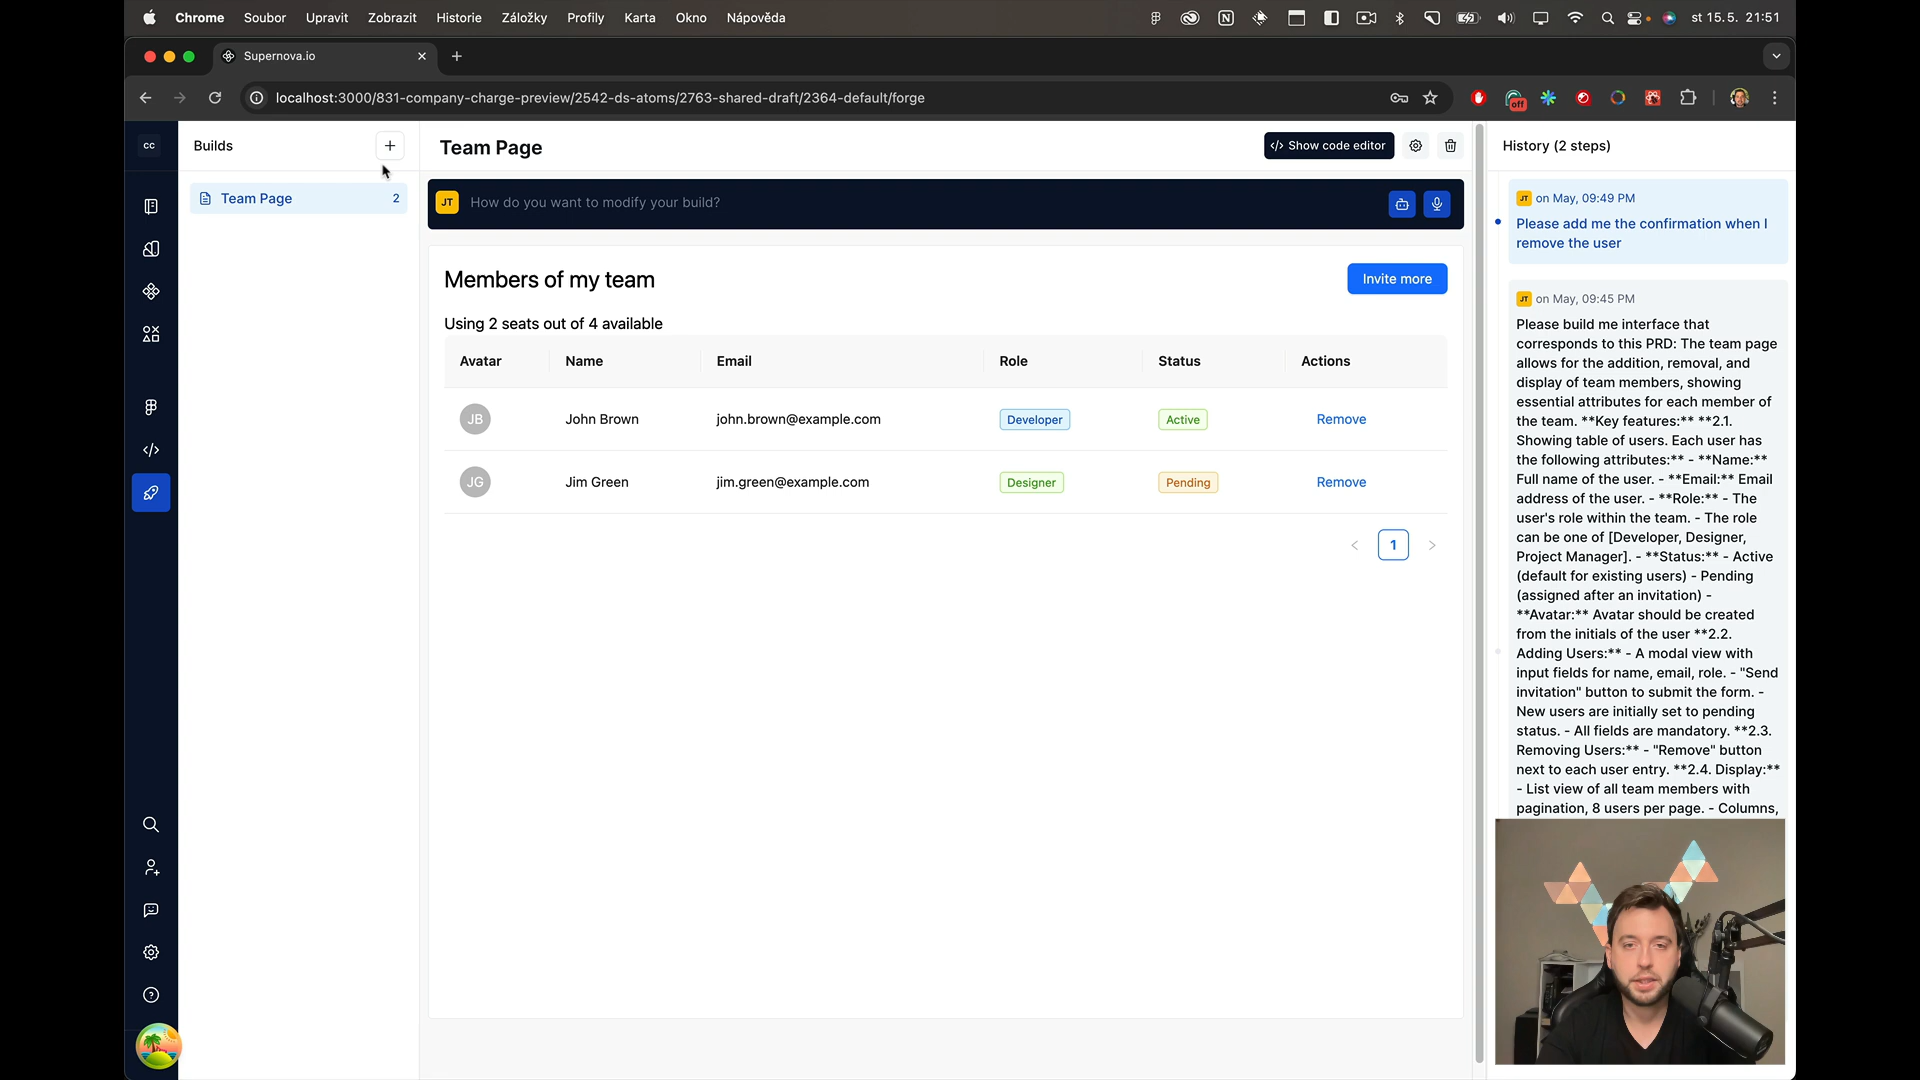 Chrome Soubor Upravit Zobrazit Historie Záložky Profily Karta Okno Nápověda st 15.5. 21:51
Supernova.io
localhost:3000/831-company-charge-preview/2542-ds-atoms/2763-shared-draft/2364-default/forge
off
CC
Builds
Team Page 2
Team Page
</> Show code editor
JT How do you want to modify your build?
Members of my team
Invite more
Using 2 seats out of 4 available
Avatar Name Email Role Status Actions
JB John Brown john.brown@example.com Developer Active Remove
JG Jim Green jim.green@example.com Designer Pending Remove
< 1 >
History (2 steps)
JT on May, 09:49 PM
Please add me the confirmation when I
remove the user
JT on May, 09:45 PM
Please build me interface that
corresponds to this PRD: The team page
allows for the addition, removal, and
display of team members, showing
essential attributes for each member of
the team. **Key features:** **2.1.
Showing table of users. Each user has
the following attributes:** - **Name:**
Full name of the user. - **Email:** Email
address of the user. - **Role:** - The
user's role within the team. - The role
can be one of [Developer, Designer,
Project Manager]. - **Status:** - Active
(default for existing users) - Pending
(assigned after an invitation) -
**Avatar:** Avatar should be created
from the initials of the user **2.2.
Adding Users:** - A modal view with
input fields for name, email, role. - "Send
invitation" button to submit the form. -
New users are initially set to pending
status. - All fields are mandatory. **2.3.
Removing Users:** - "Remove" button
next to each user entry. **2.4. Display:**
- List view of all team members with
pagination, 8 users per page. - Columns,